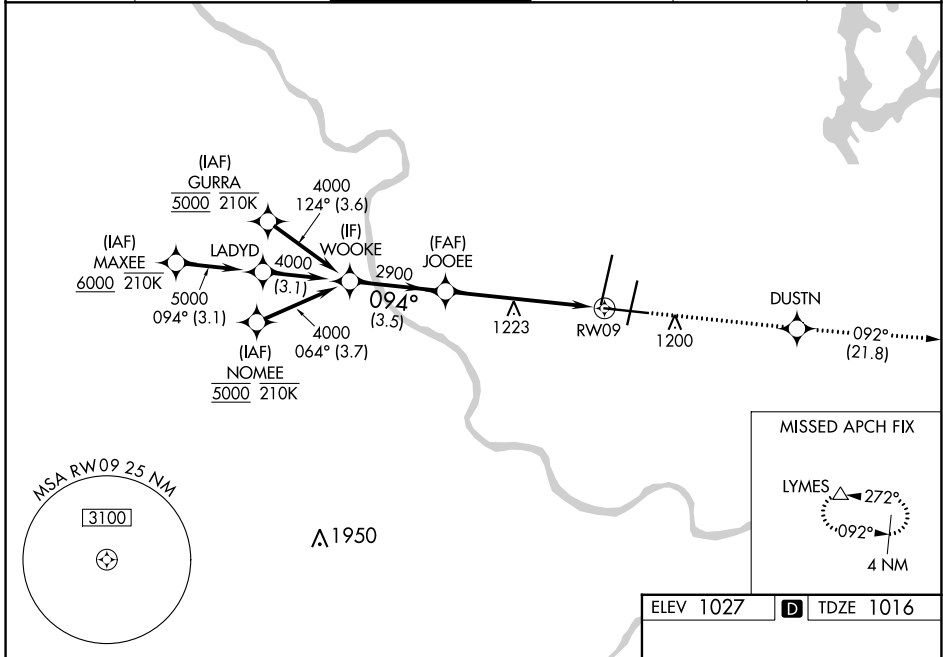 (IAF)
GURRA
5000 210K
4000
124° (3.6)
(IAF)
MAXEE
6000 210K
LADYD
4000
(3.1)
(IF)
WOOKE
2900
094°
(3.5)
(FAF)
JOOEE
5000
094° (3.1)
4000
064° (3.7)
(IAF)
NOMEE
5000 210K
1223
RW09
1200
DUSTN
092°
(21.8)
MISSED APCH FIX
LYMES
272°
092°
4 NM
MSA RW09 25 NM
3100
1950
ELEV 1027 D TDZE 1016